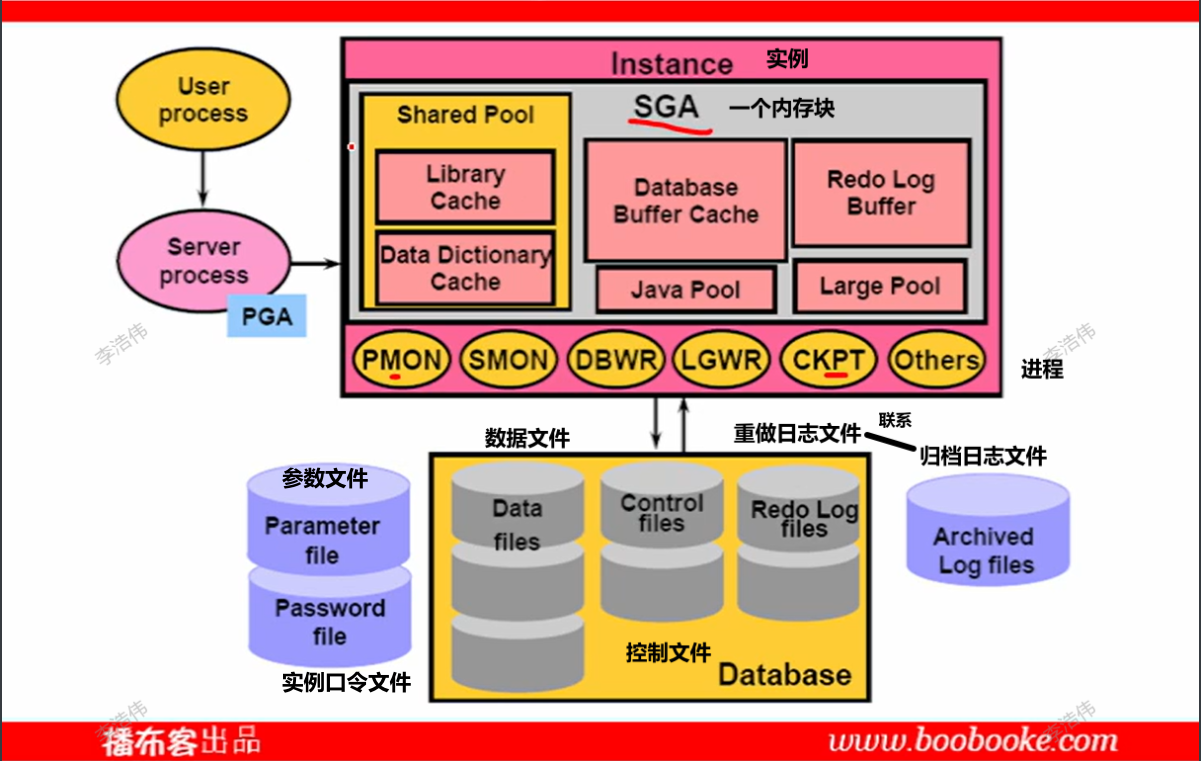 Instance 实例
User
process
SGA 一个内存块
Shared Pool
Library
Cache
Data Dictionary
Cache
Database
Buffer Cache
Redo Log
Buffer
Java Pool
Large Pool
Server
process
PGA
李浩伟
李浩伟
PMON
SMON
DBWR
LGWR
CKPT
Others
进程
数据文件
重做日志文件
联系
归档日志文件
参数文件
Parameter
file
Password
file
实例口令文件
Data
files
Control
files
Redo Log
files
控制文件
Database
Archived
Log files
李浩伟
李浩伟
播布客出品
www.boobooke.com